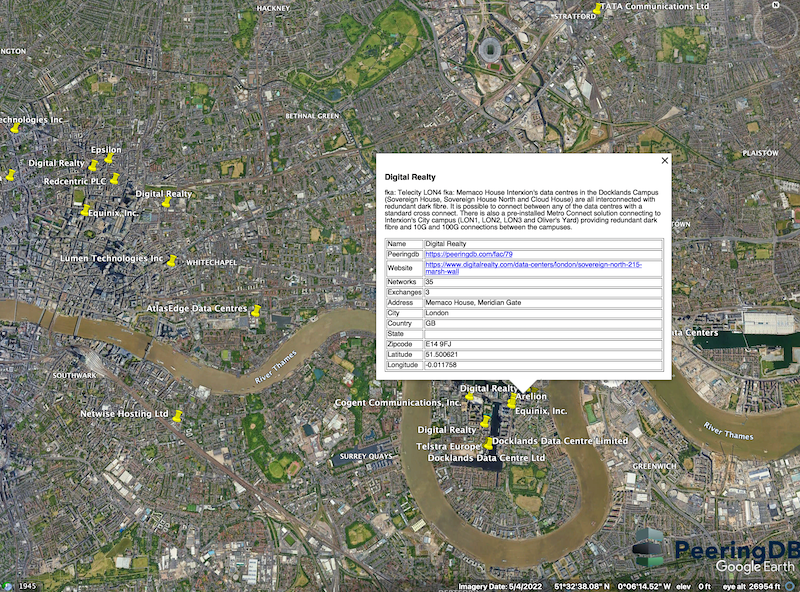 HACKNEY
TATA Communications Ltd
STRATFORD
N
NGTON
BETHNAL GREEN
echnologies Inc.
Epsilon
Digital Realty
Redcentric PLC
Digital Realty
Equinix, Inc.
PLAISTOW
TOWN
Lumen Technologies Inc
WHITECHAPEL
AtlasEdge Data Centres
River Thames
SOUTHWARK
Netwise Hosting Ltd
Digital Realty
fka: Telecity LON4 fka: Memaco House Interxion's data centres in the Docklands Campus
(Sovereign House, Sovereign House North and Cloud House) are all interconnected with
redundant dark fibre. It is possible to connect between any of the data centres with a
standard cross connect. There is also a pre-installed Metro Connect solution connecting to
Interxion's City campus (LON1, LON2, LON3 and Oliver's Yard) providing redundant dark
fibre and 10G and 100G connections between the campuses.
Name Digital Realty
Peeringdb https://peeringdb.com/fac/79
Website https://www.digitalrealty.com/data-centers/london/sovereign-north-215-
marsh-wall
Networks 35
Exchanges 3
Address Memaco House, Meridian Gate
City London
Country GB
State
Zipcode E14 9FJ
Latitude 51.500621
Longitude -0.011758
ata Centers
Digital Realty
Arelion
Cogent Communications, Inc.
Equinix, Inc.
Digital Realty
Docklands Data Centre Limited
Telstra Europe
Docklands Data Centre Ltd
SURREY QUAYS
River Thames
GREENWICH
PeeringDB
Google Earth
1945
Imagery Date: 5/4/2022 51°32'38.08" N 0°06'14.52" W elev 0 ft eye alt 26954 ft